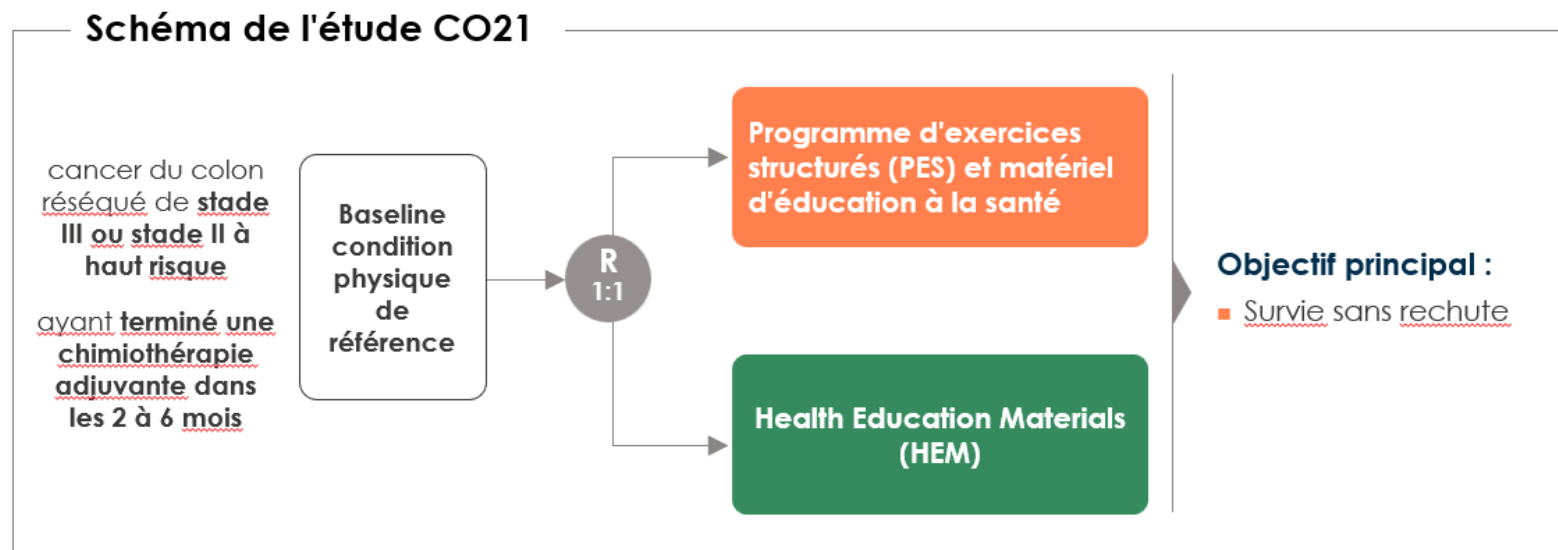 Schéma de l'étude CO21
cancer du colon
réséqué de stade
III ou stade II à
haut risque
ayant terminé une
chimiothérapie
adjuvante dans
les 2 à 6 mois
Baseline
condition
physique
de
référence
R
1:1
Programme d'exercices
structurés (PES) et matériel
d'éducation à la santé
Health Education Materials
(HEM)
Objectif principal :
Survie sans rechute